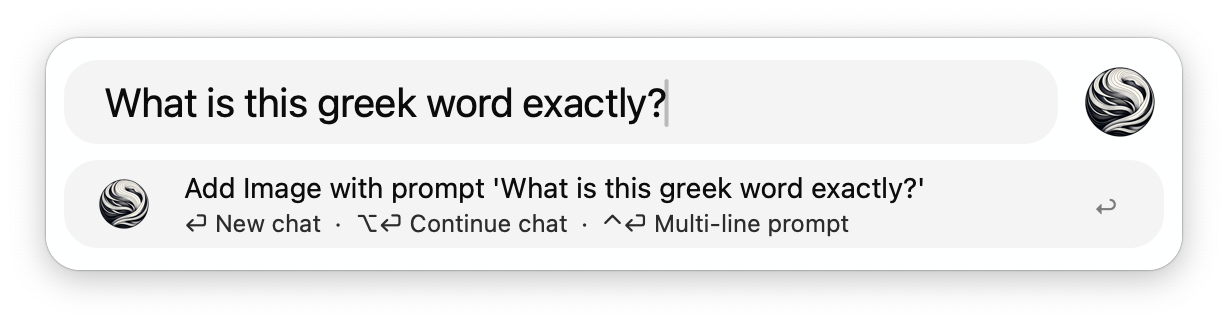 What is this greek word exactly?
Add Image with prompt 'What is this greek word exactly?'
↩ New chat · ⌥↩ Continue chat · ^↩ Multi-line prompt